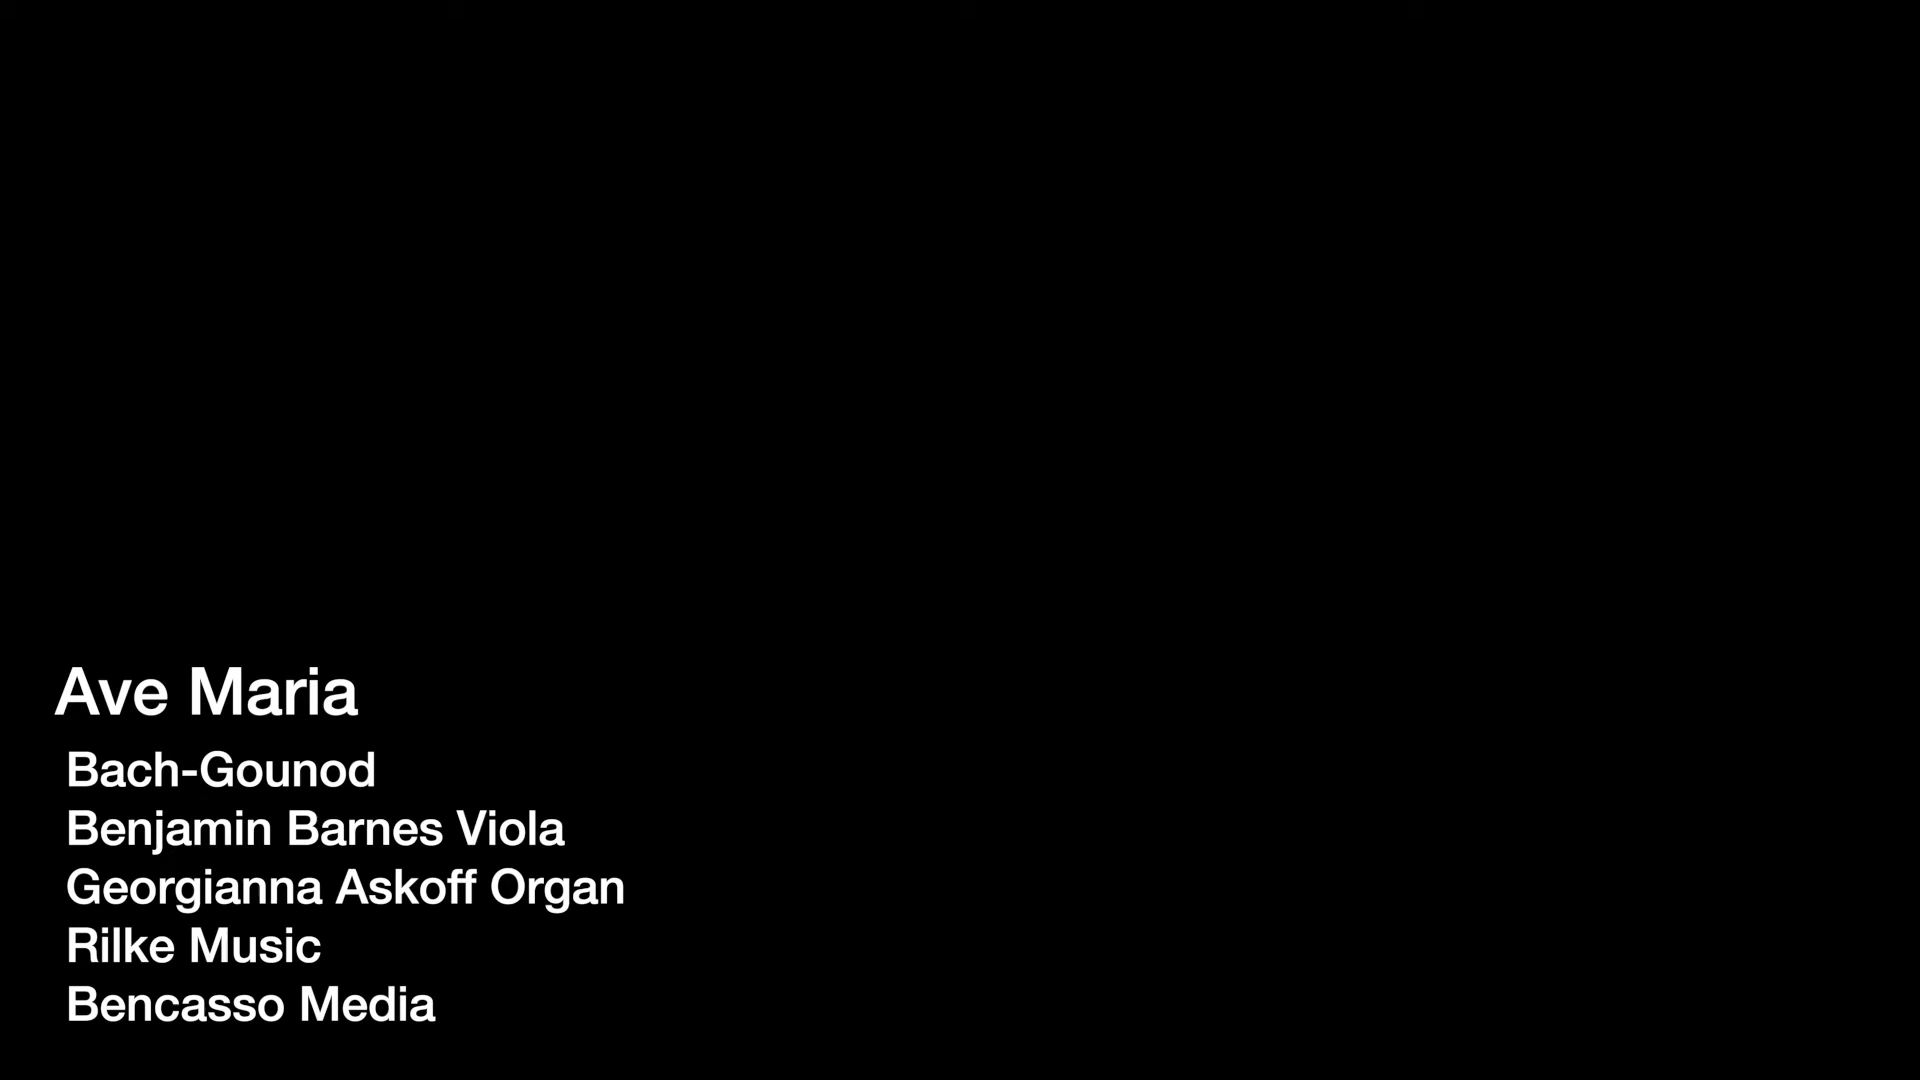 Ave Maria
Bach-Gounod
Benjamin Barnes Viola
Georgianna Askoff Organ
Rilke Music
Bencasso Media